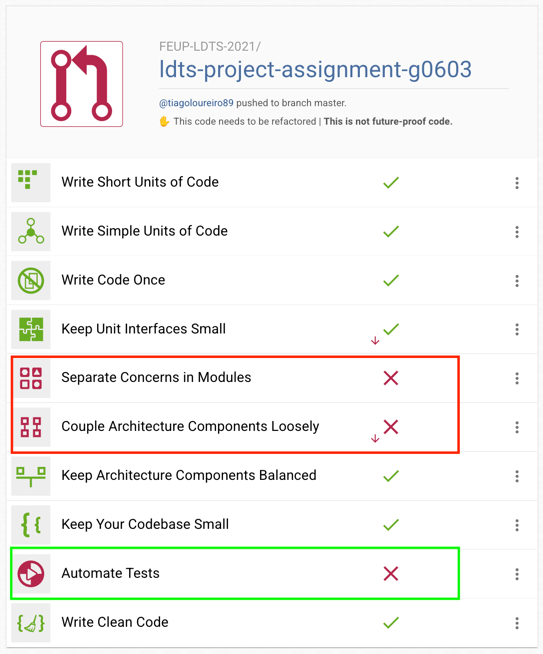 FEUP-LDTS-2021/
ldts-project-assignment-g0603
@tiagoloureiro89 pushed to branch master.
✋ This code needs to be refactored | This is not future-proof code.
Write Short Units of Code
Write Simple Units of Code
Write Code Once
Keep Unit Interfaces Small
Separate Concerns in Modules
Couple Architecture Components Loosely
Keep Architecture Components Balanced
Keep Your Codebase Small
Automate Tests
Write Clean Code